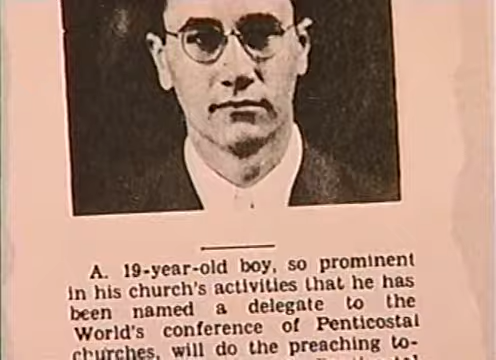 A. 19-year-old boy, so prominent
in his church's activities that he has
been named a delegate to the
World's conference of Penticostal
churches, will do the preaching to-